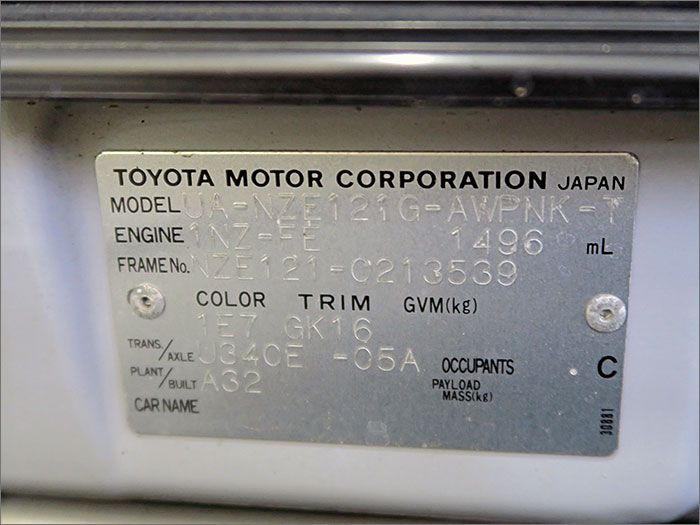 TOYOTA MOTOR CORPORATION JAPAN
MODEL UA-NZE121G-AWPNK-T
ENGINE 1NZ-FE 1496 mL
FRAME No. NZE121-0213539
COLOR TRIM GVM(kg)
1E7 GK16
TRANS./AXLE U340E -05A OCCUPANTS C
PLANT/BUILT A32 PAYLOAD MASS(kg)
CAR NAME
30881